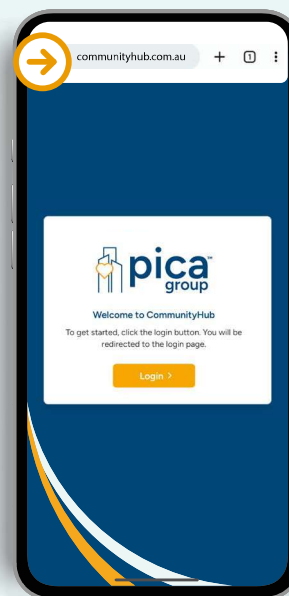 communityhub.com.au
1
pica™
group
Welcome to CommunityHub
To get started, click the login button. You will be
redirected to the login page.
Login >